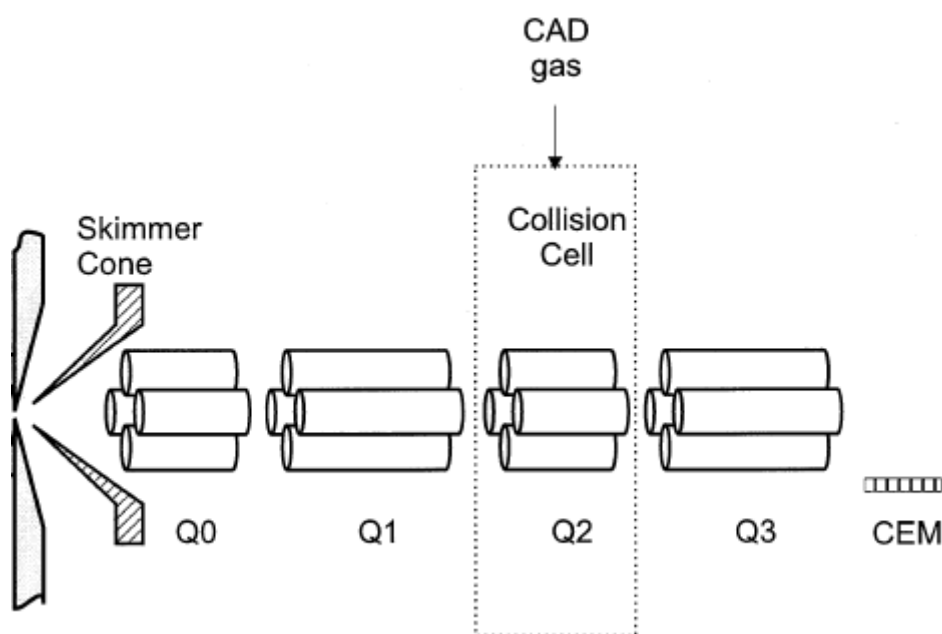 CAD
gas
Skimmer
Cone
Collision
Cell
Q0
Q1
Q2
Q3
CEM